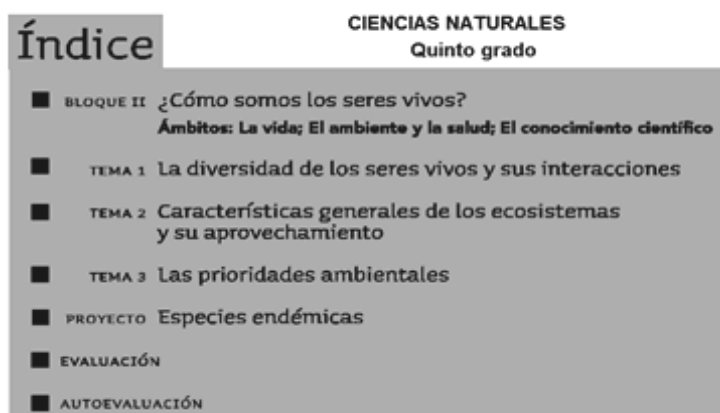 Índice
CIENCIAS NATURALES
Quinto grado
BLOQUE II ¿Cómo somos los seres vivos?
Ámbitos: La vida; El ambiente y la salud; El conocimiento científico
TEMA 1 La diversidad de los seres vivos y sus interacciones
TEMA 2 Características generales de los ecosistemas
y su aprovechamiento
TEMA 3 Las prioridades ambientales
PROYECTO Especies endémicas
EVALUACIÓN
AUTOEVALUACIÓN